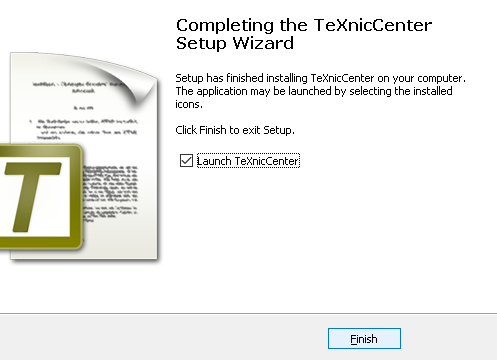 Completing the TeXnicCenter
Setup Wizard
Setup has finished installing TeXnicCenter on your computer.
The application may be launched by selecting the installed
icons.
Click Finish to exit Setup.
Launch TeXnicCenter
T
Finish